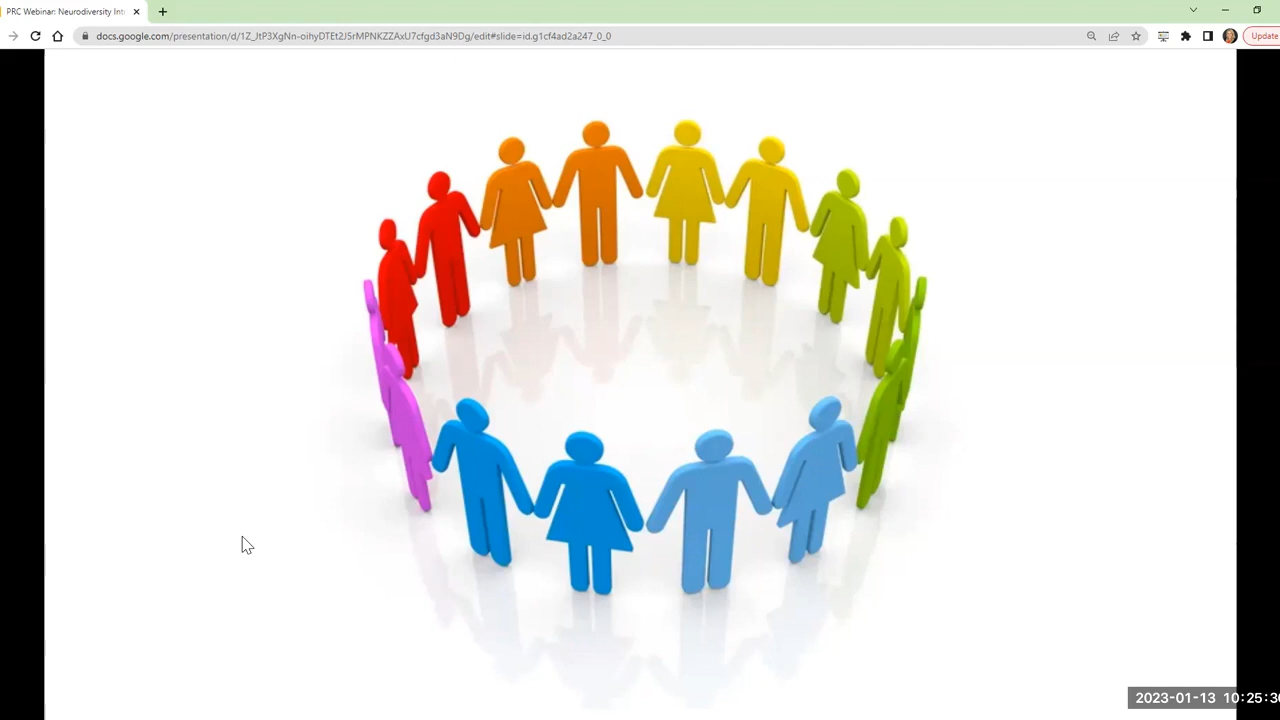 PRC Webinar: Neurodiversity Int
docs.google.com/presentation/d/1Z_JtP3XgNn-oihyDTEt2J5rMPNKZZAxU7cfgd3aN9Dg/edit#slide=id.g1cf4ad2a247_0_0
Update
2023-01-13 10:25:3